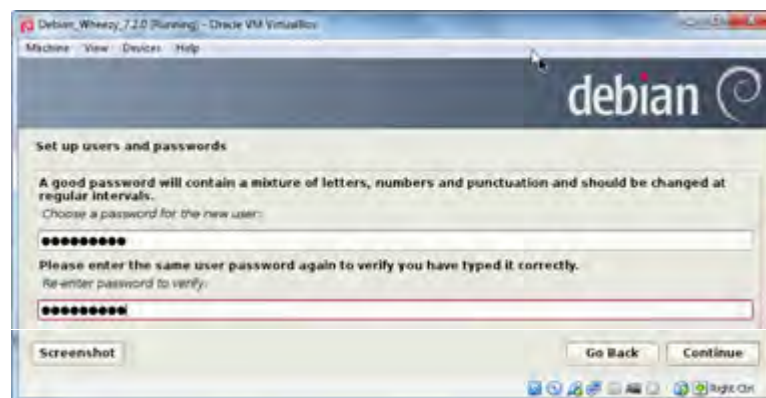 Debian_Wheezy_7.2.0 [Running] - Oracle VM VirtualBox
Machine View Devices Help
debian
Set up users and passwords
A good password will contain a mixture of letters, numbers and punctuation and should be changed at
regular intervals.
Choose a password for the new user:
●●●●●●●●●
Please enter the same user password again to verify you have typed it correctly.
Re-enter password to verify:
●●●●●●●●●
Screenshot
Go Back
Continue
Right Ctrl